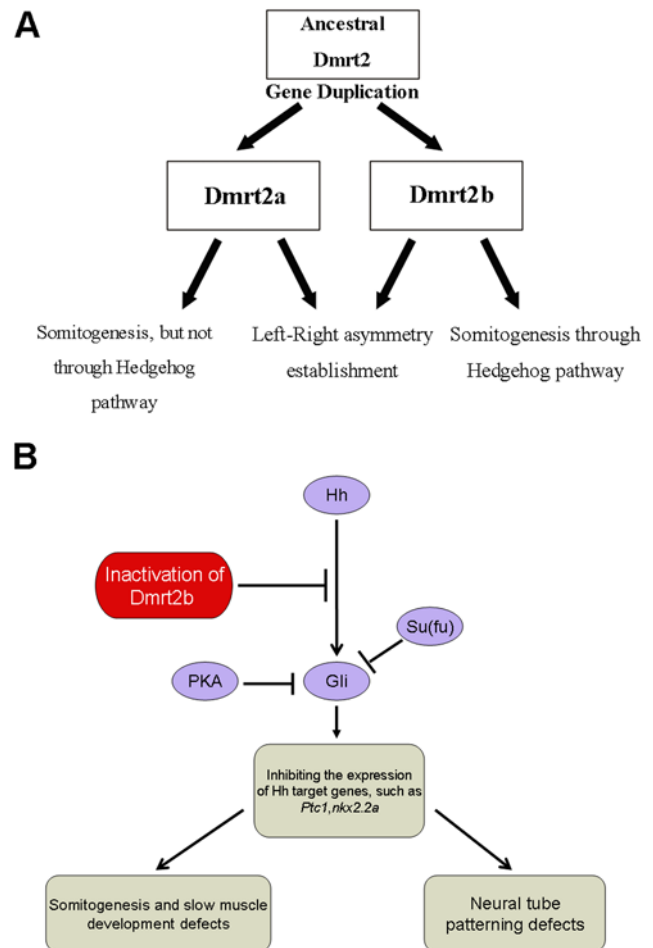 A
Ancestral
Dmrt2
Gene Duplication
Dmrt2a
Dmrt2b
Somitogenesis, but not
through Hedgehog
pathway
Left-Right asymmetry
establishment
Somitogenesis through
Hedgehog pathway
B
Hh
Inactivation of
Dmrt2b
Su(fu)
PKA
Gli
Inhibiting the expression
of Hh target genes, such as
Ptc1,nkx2.2a
Somitogenesis and slow muscle
development defects
Neural tube
patterning defects